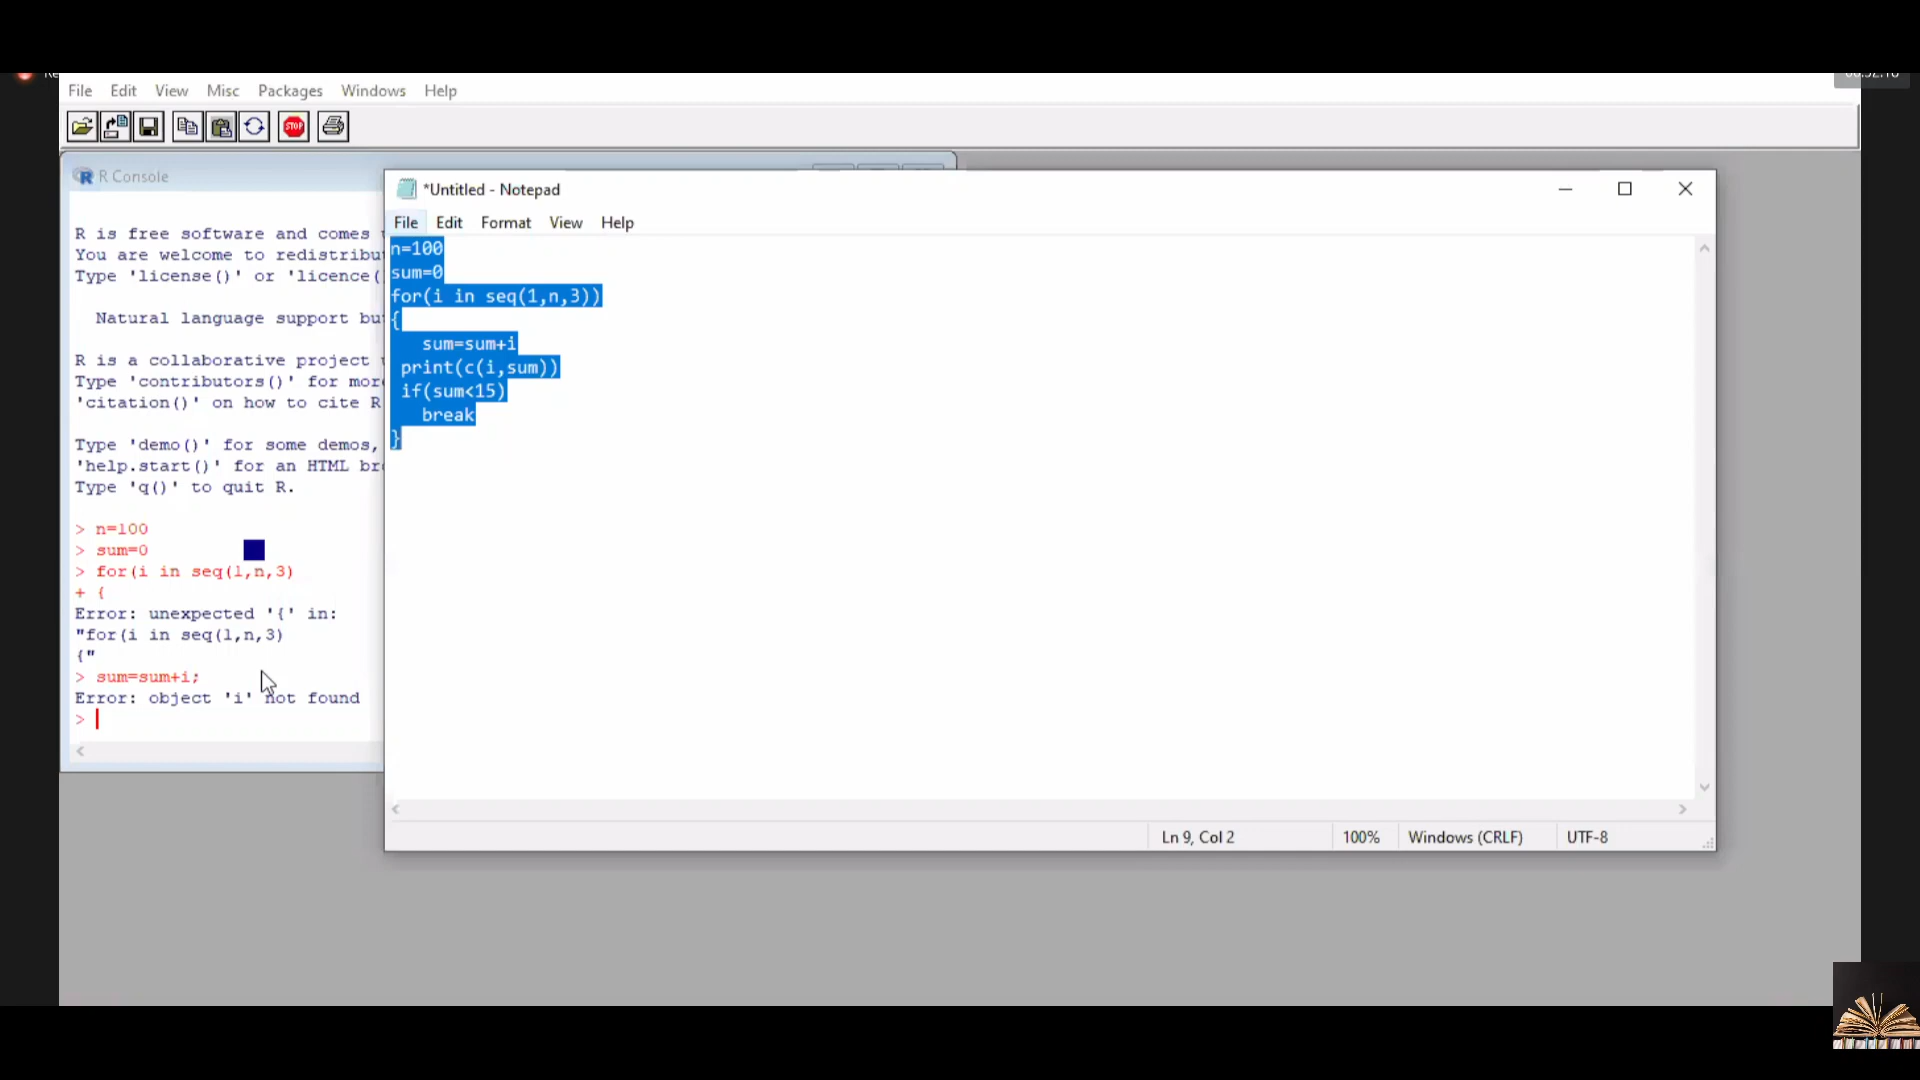 File Edit View Misc Packages Windows Help
STOP
R Console
R is free software and comes
You are welcome to redistribu
Type 'license()' or 'licence(
Natural language support bu
R is a collaborative project
Type 'contributors()' for mor
'citation()' on how to cite R
Type 'demo()' for some demos,
'help.start()' for an HTML br
Type 'q()' to quit R.
> n=100
> sum=0
> for(i in seq(1,n,3)
+ {
Error: unexpected '{' in:
"for(i in seq(1,n,3)
{"
> sum=sum+i;
Error: object 'i' not found
>
*Untitled - Notepad
File Edit Format View Help
n=100
sum=0
for(i in seq(1,n,3))
{
sum=sum+i
print(c(i,sum))
if(sum<15)
break
}
Ln 9, Col 2
100%
Windows (CRLF)
UTF-8